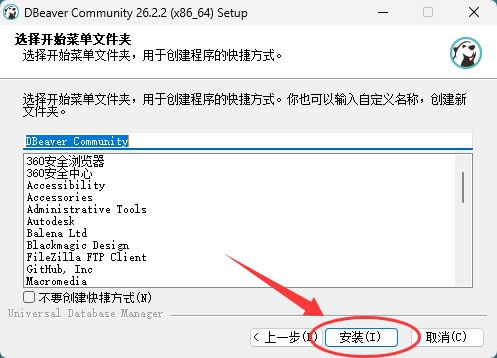 DBeaver Community 26.2.2 (x86_64) Setup
选择开始菜单文件夹
选择开始菜单文件夹，用于创建程序的快捷方式。
选择开始菜单文件夹，用于创建程序的快捷方式。你也可以输入自定义名称，创建新
文件夹。
DBeaver Community
360安全浏览器
360安全中心
Accessibility
Accessories
Administrative Tools
Autodesk
Balena Ltd
Blackmagic Design
FileZilla FTP Client
GitHub, Inc
Macromedia
不要创建快捷方式(N)
Universal Database Manager
< 上一步(P) 安装(I) 取消(C)